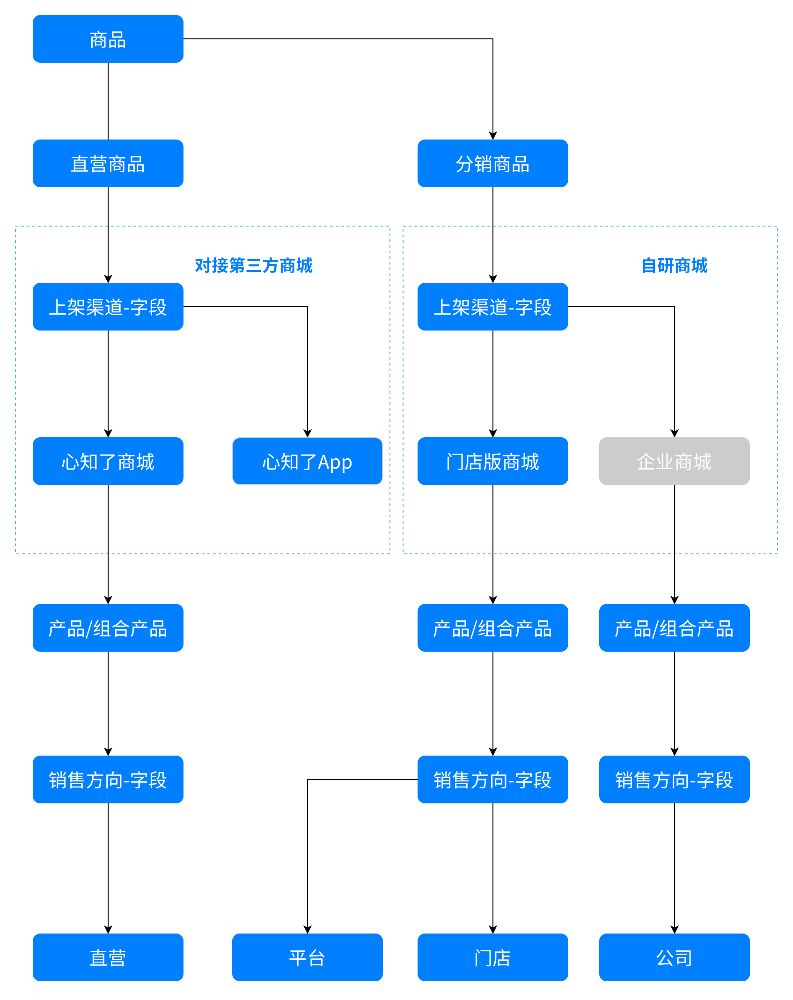 商品
直营商品
分销商品
对接第三方商城
自研商城
上架渠道-字段
上架渠道-字段
心知了商城
心知了App
门店版商城
企业商城
产品/组合产品
产品/组合产品
产品/组合产品
销售方向-字段
销售方向-字段
销售方向-字段
直营
平台
门店
公司